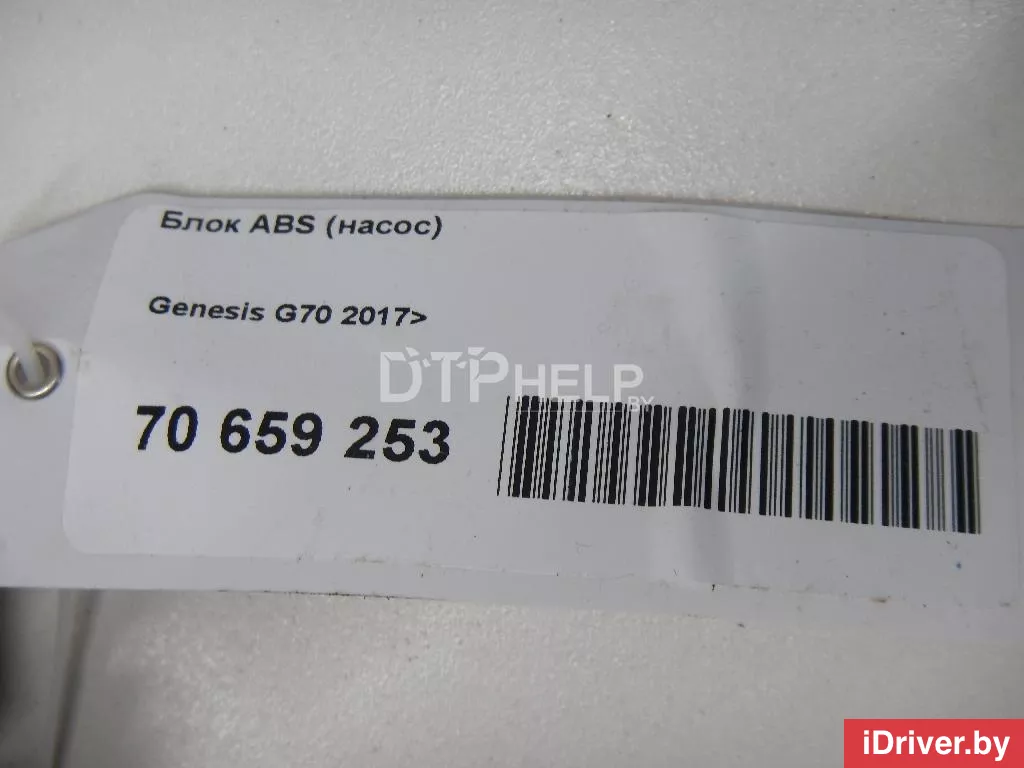 Блок ABS (насос)
Genesis G70 2017>
DTPHELP
.BY
70 659 253
iDriver.by